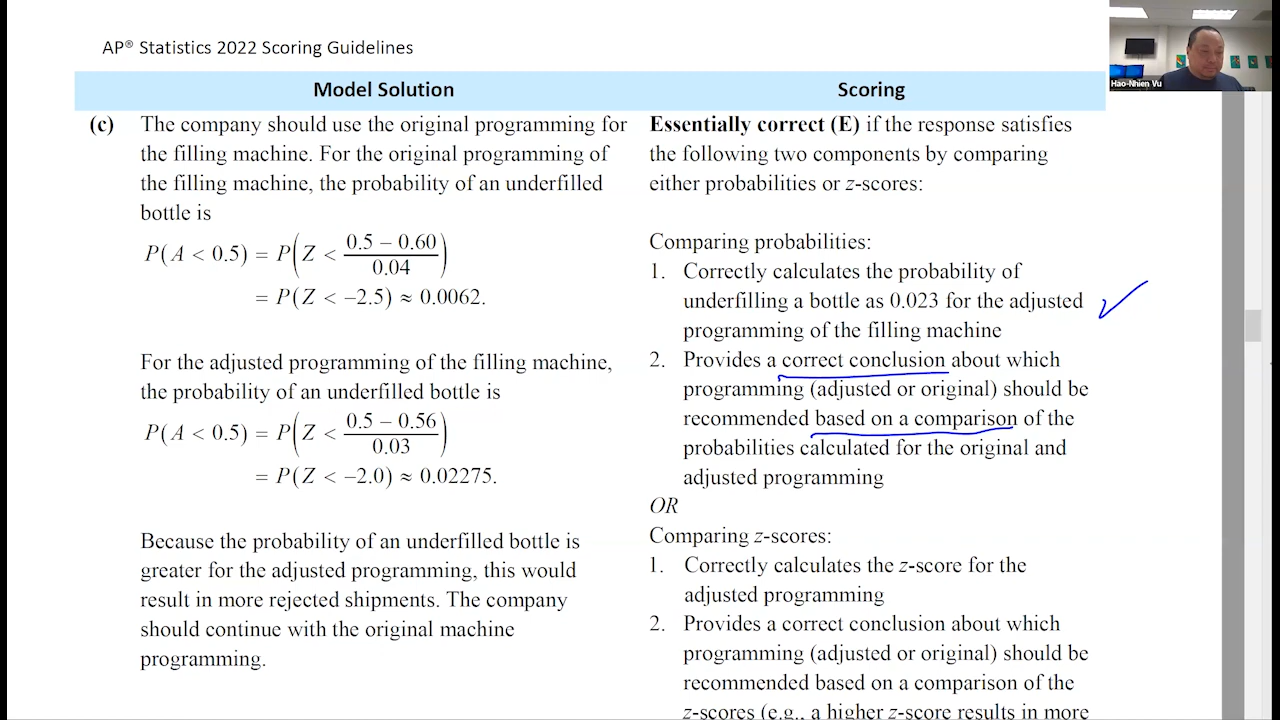 AP® Statistics 2022 Scoring Guidelines
Hao-Nhien Vu
Model Solution
Scoring
(c) The company should use the original programming for
the filling machine. For the original programming of
the filling machine, the probability of an underfilled
bottle is
P(A < 0.5) = P(Z < (0.5 − 0.60)/0.04)
= P(Z < −2.5) ≈ 0.0062.
For the adjusted programming of the filling machine,
the probability of an underfilled bottle is
P(A < 0.5) = P(Z < (0.5 − 0.56)/0.03)
= P(Z < −2.0) ≈ 0.02275.
Because the probability of an underfilled bottle is
greater for the adjusted programming, this would
result in more rejected shipments. The company
should continue with the original machine
programming.
Essentially correct (E) if the response satisfies
the following two components by comparing
either probabilities or z-scores:
Comparing probabilities:
1. Correctly calculates the probability of
underfilling a bottle as 0.023 for the adjusted
programming of the filling machine
2. Provides a correct conclusion about which
programming (adjusted or original) should be
recommended based on a comparison of the
probabilities calculated for the original and
adjusted programming
OR
Comparing z-scores:
1. Correctly calculates the z-score for the
adjusted programming
2. Provides a correct conclusion about which
programming (adjusted or original) should be
recommended based on a comparison of the
z-scores (e.g., a higher z-score results in more